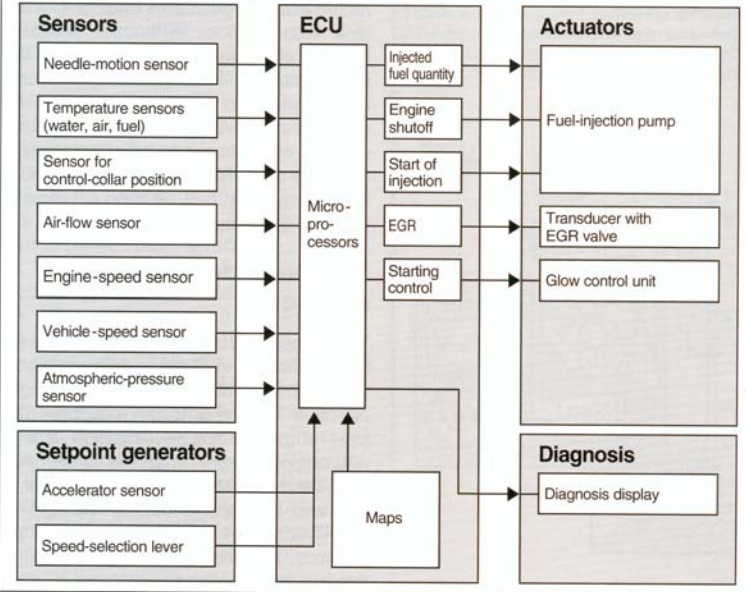 Sensors
Needle-motion sensor
Temperature sensors
(water, air, fuel)
Sensor for
control-collar position
Air-flow sensor
Engine-speed sensor
Vehicle-speed sensor
Atmospheric-pressure
sensor
Setpoint generators
Accelerator sensor
Speed-selection lever
ECU
Micro-
pro-
cessors
Injected
fuel quantity
Engine
shutoff
Start of
injection
EGR
Starting
control
Maps
Actuators
Fuel-injection pump
Transducer with
EGR valve
Glow control unit
Diagnosis
Diagnosis display